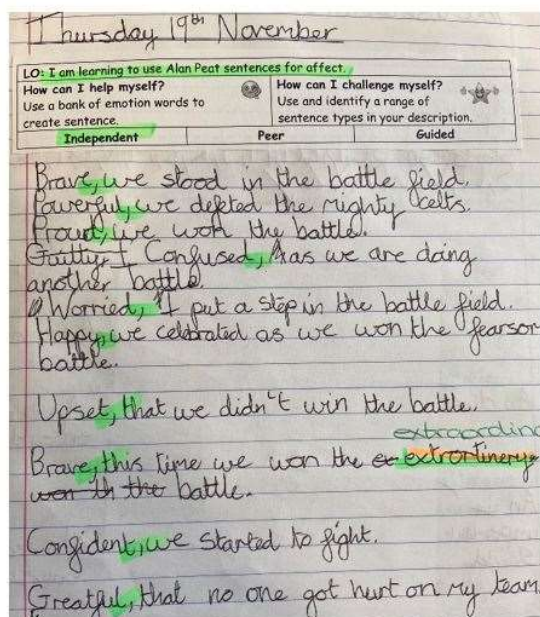 Thursday 19th November
LO: I am learning to use Alan Peat sentences for affect.
How can I help myself?
Use a bank of emotion words to
create sentence.
How can I challenge myself?
Use and identify a range of
sentence types in your description.
Independent Peer Guided
Brave, we stood in the battle field.
Powerful, we defeted the mighty Celts.
Proud, we won the battle.
Guilty I Confused, as we are doing
another battle.
Worried, I put a step in the battle field.
Happy, we celebrated as we won the fearsom
battle.
Upset, that we didn't win the battle.
extraordina
Brave, this time we won the ex extrortinery
won th the battle.
Confident, we started to fight.
Greatful, that no one got hurt on my team.